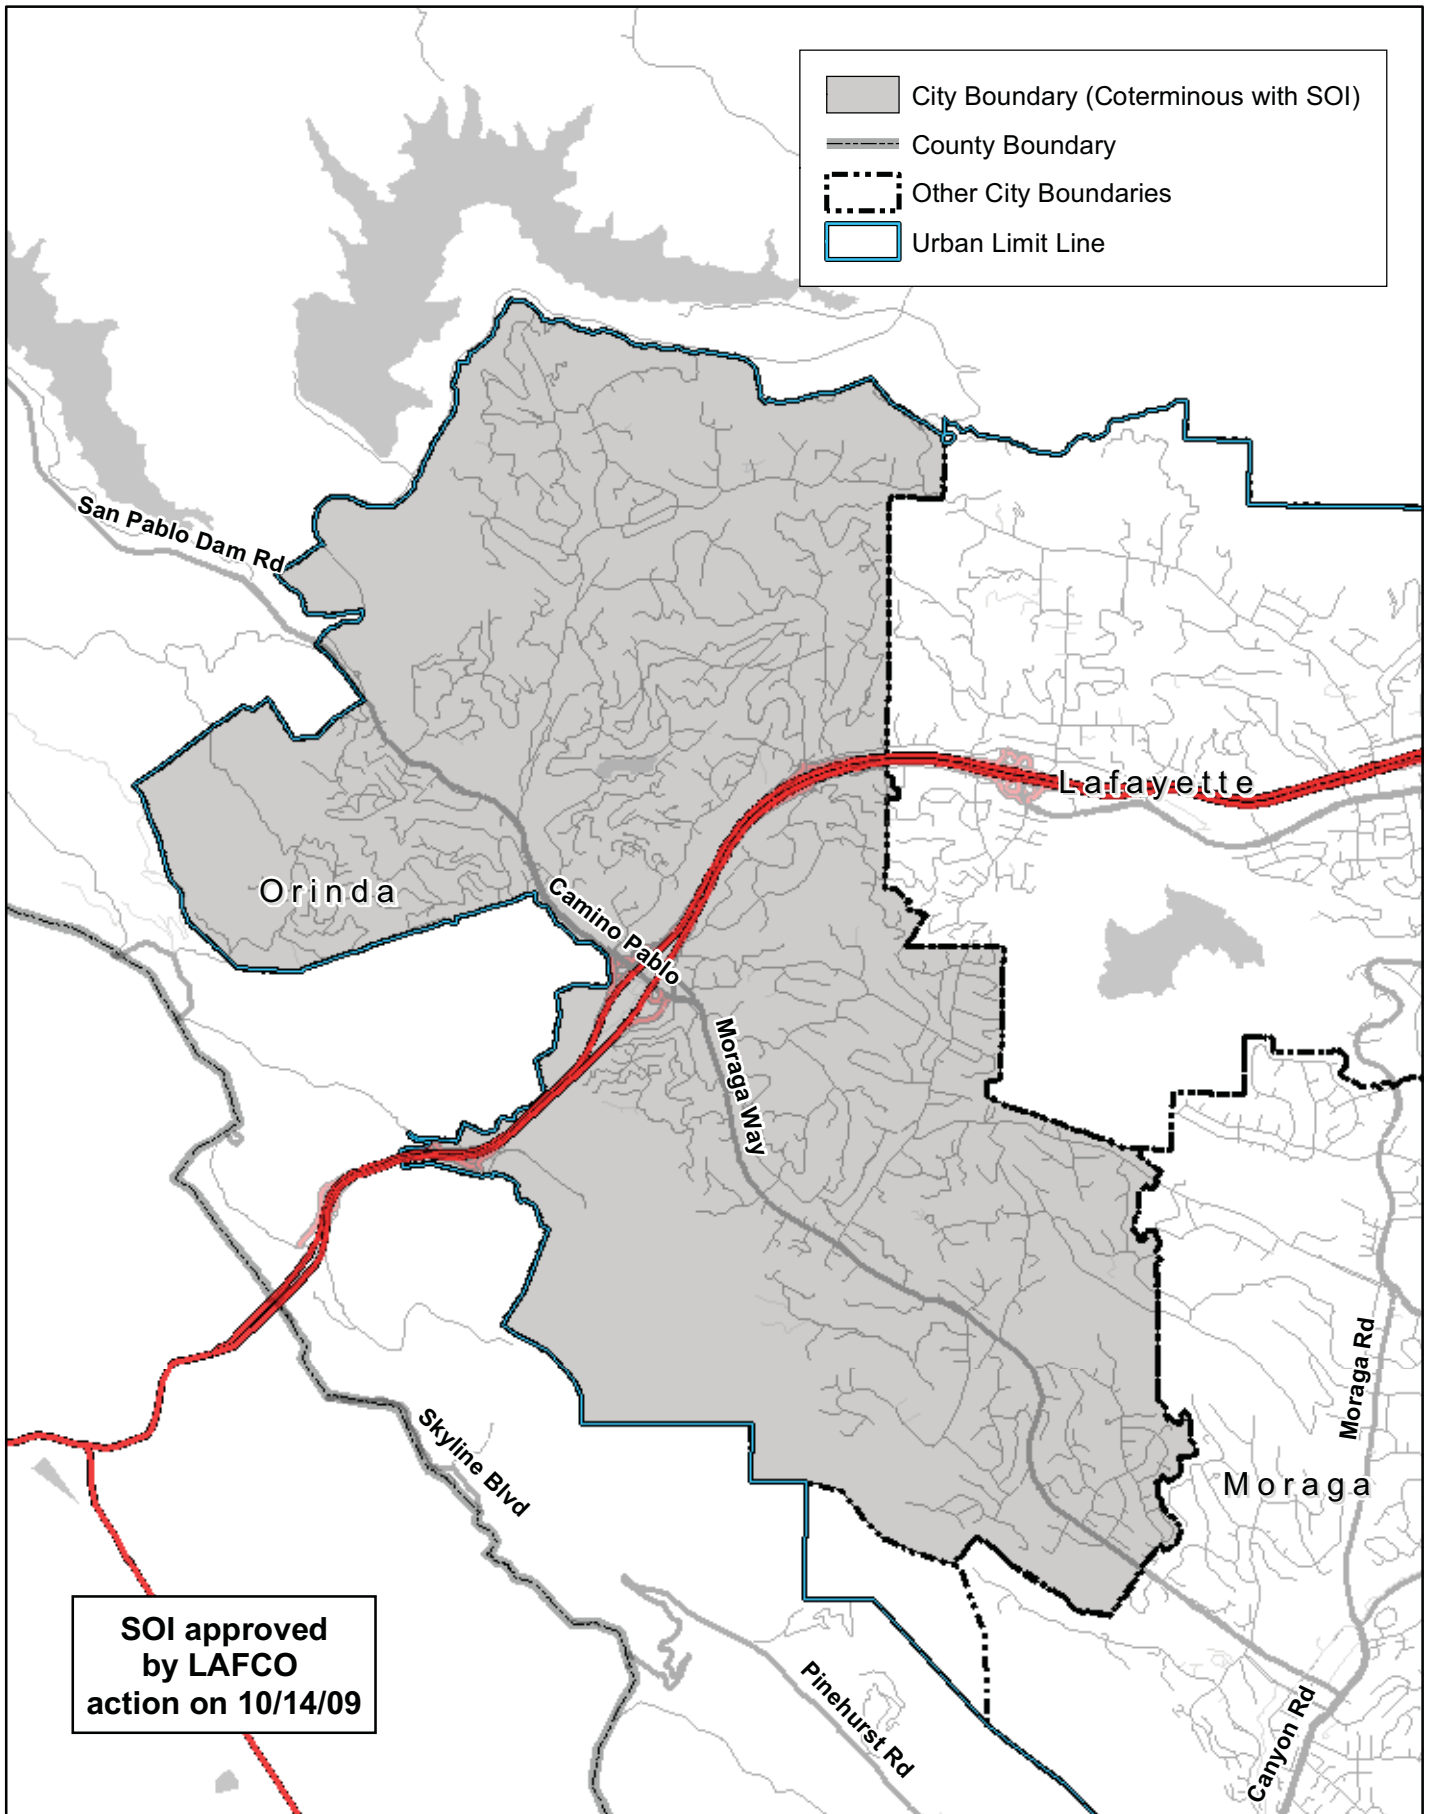 City Boundary (Coterminous with SOI)
County Boundary
Other City Boundaries
Urban Limit Line
San Pablo Dam Rd
Lafayette
Orinda
Camino Pablo
Moraga Way
Moraga Rd
Skyline Blvd
Moraga
SOI approved
by LAFCO
action on 10/14/09
Pinehurst Rd
Canyon Rd